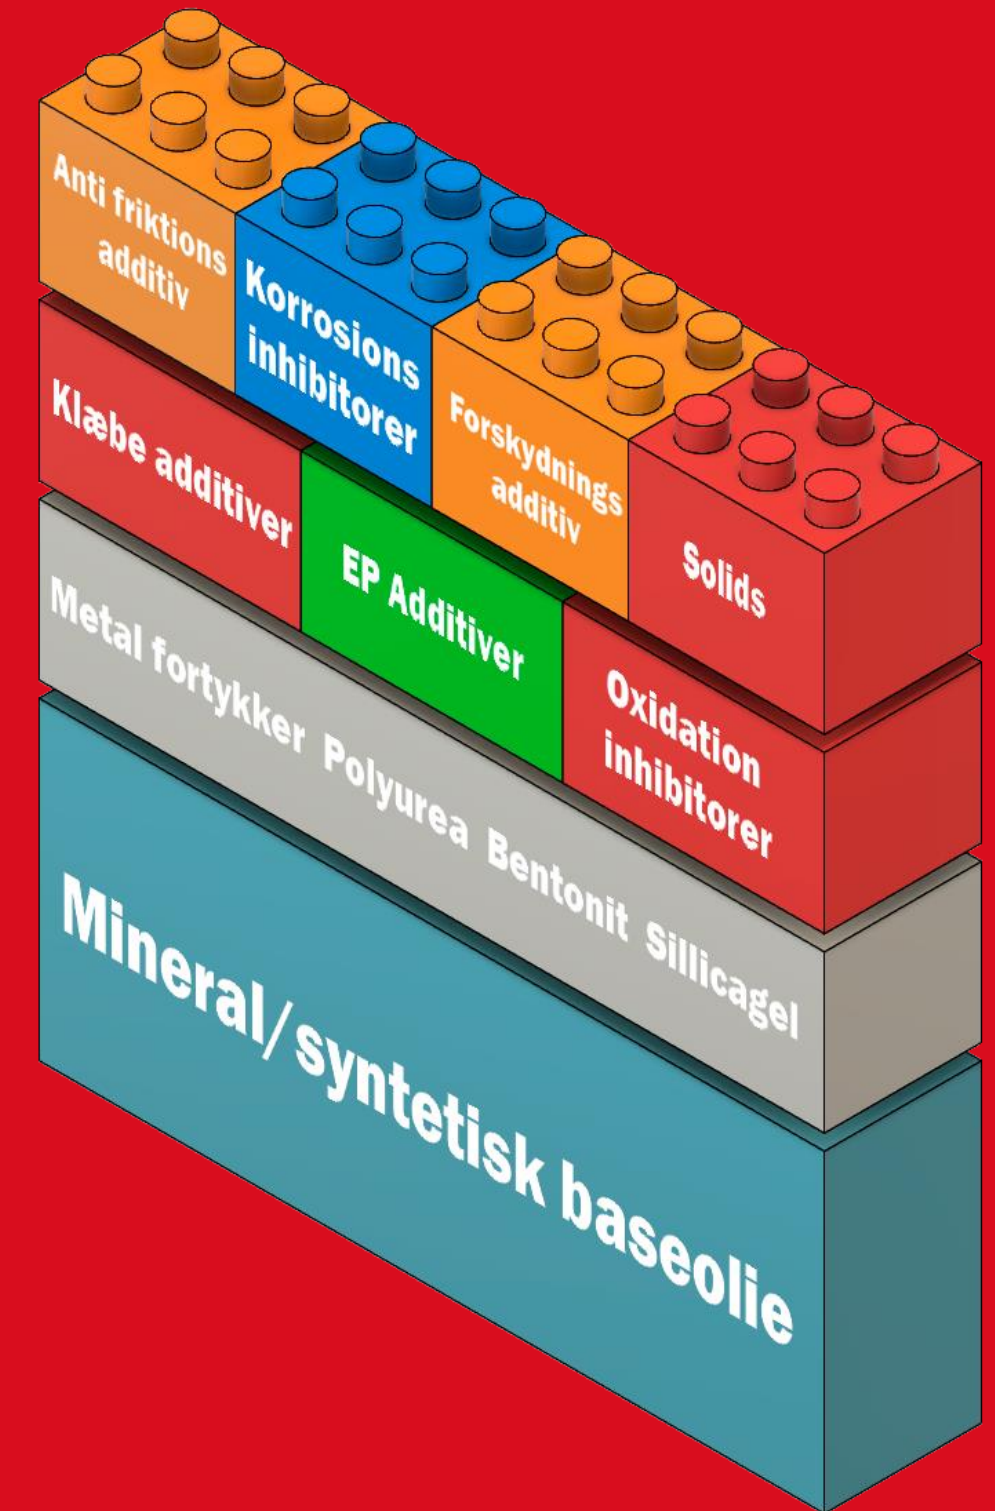 Anti friktions
additiv
Korrosions
inhibitorer
Forskydnings
additiv
Solids
Klæbe additiver
EP Additiver
Oxidation
inhibitorer
Metal fortykker Polyurea Bentonit Sillicagel
Mineral/syntetisk baseolie